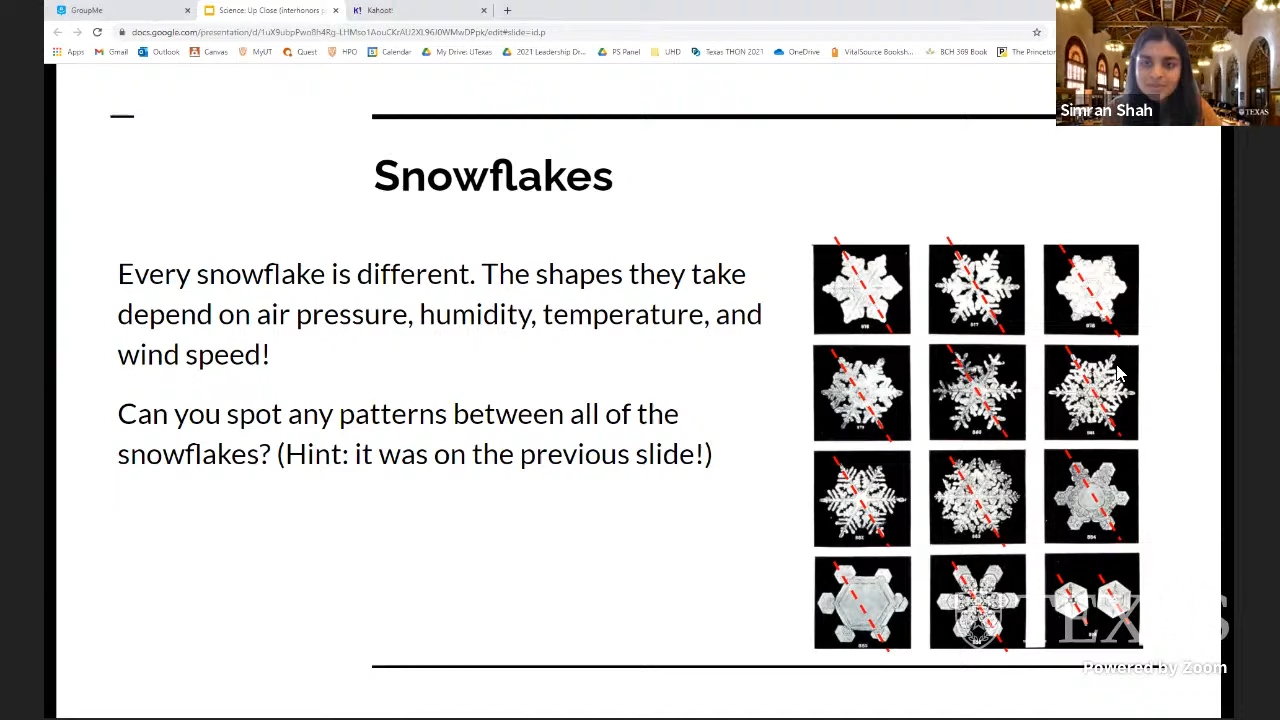 GroupMe
Science: Up Close (interhonors
Kahoot!
docs.google.com/presentation/d/1uX9ubpPwo8h4Rg-LHMso1AouCKrAU2XL96J0WMwDPpk/edit#slide=id.p
Apps Gmail Outlook Canvas MyUT Quest HPO Calendar My Drive: UTexas 2021 Leadership Dr... PS Panel UHD Texas THON 2021 OneDrive VitalSource Booksh... BCH 369 Book The Princeton
Simran Shah
TEXAS
Snowflakes
Every snowflake is different. The shapes they take
depend on air pressure, humidity, temperature, and
wind speed!
Can you spot any patterns between all of the
snowflakes? (Hint: it was on the previous slide!)
TEXAS
Powered by Zoom